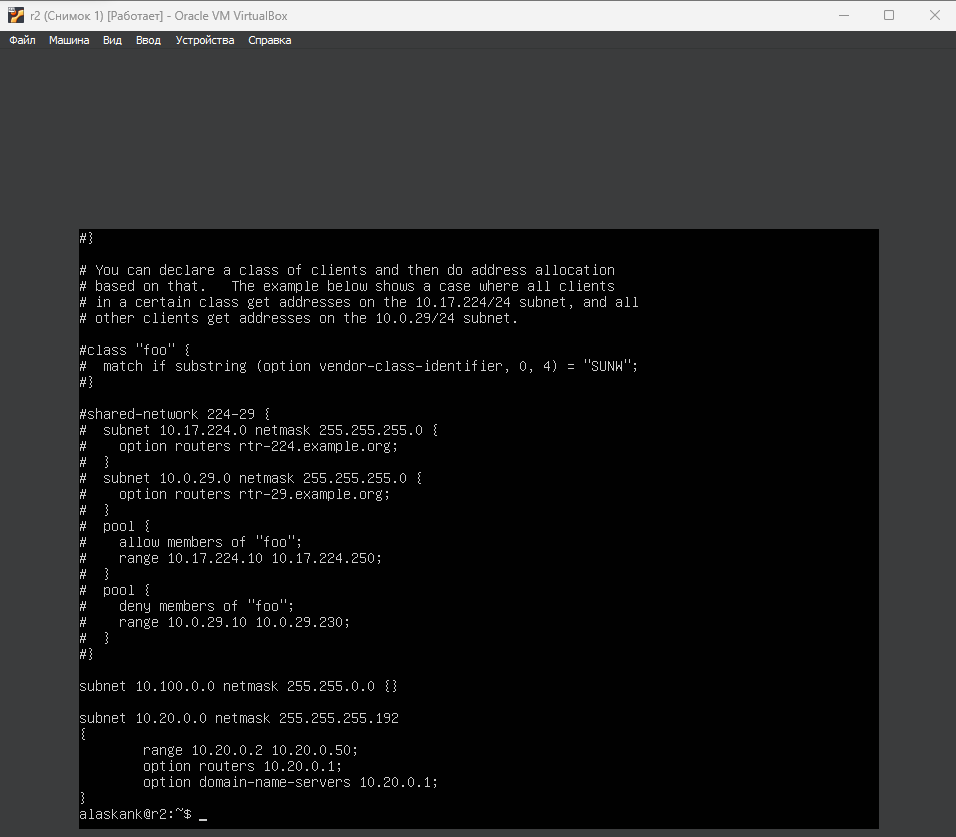 r2 (Снимок 1) [Работает] - Oracle VM VirtualBox
Файл Машина Вид Ввод Устройства Справка
#}
# You can declare a class of clients and then do address allocation
# based on that.   The example below shows a case where all clients
# in a certain class get addresses on the 10.17.224/24 subnet, and all
# other clients get addresses on the 10.0.29/24 subnet.
#class "foo" {
#  match if substring (option vendor-class-identifier, 0, 4) = "SUNW";
#}
#shared-network 224-29 {
#  subnet 10.17.224.0 netmask 255.255.255.0 {
#    option routers rtr-224.example.org;
#  }
#  subnet 10.0.29.0 netmask 255.255.255.0 {
#    option routers rtr-29.example.org;
#  }
#  pool {
#    allow members of "foo";
#    range 10.17.224.10 10.17.224.250;
#  }
#  pool {
#    deny members of "foo";
#    range 10.0.29.10 10.0.29.230;
#  }
#}
subnet 10.100.0.0 netmask 255.255.0.0 {}
subnet 10.20.0.0 netmask 255.255.255.192
{
        range 10.20.0.2 10.20.0.50;
        option routers 10.20.0.1;
        option domain-name-servers 10.20.0.1;
}
alaskank@r2:~$ _